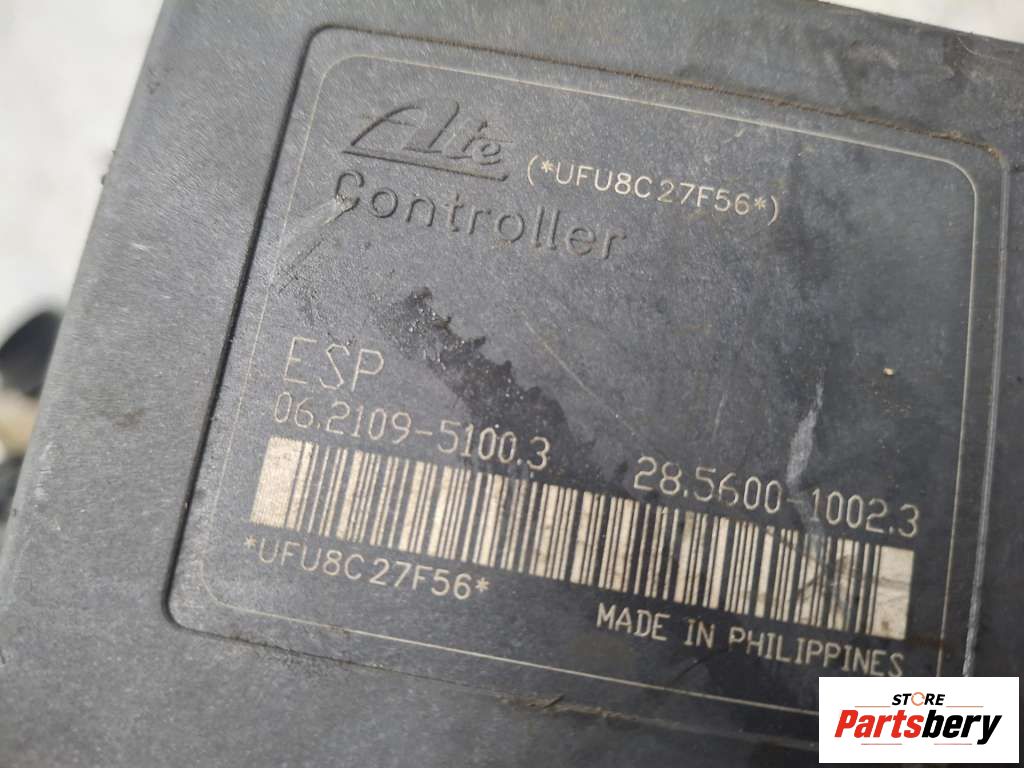 Ate (*UFU8C27F56*)
Controller
ESP
06.2109-5100.3 28.5600-1002.3
*UFU8C27F56*
MADE IN PHILIPPINES
STORE
Partsbery